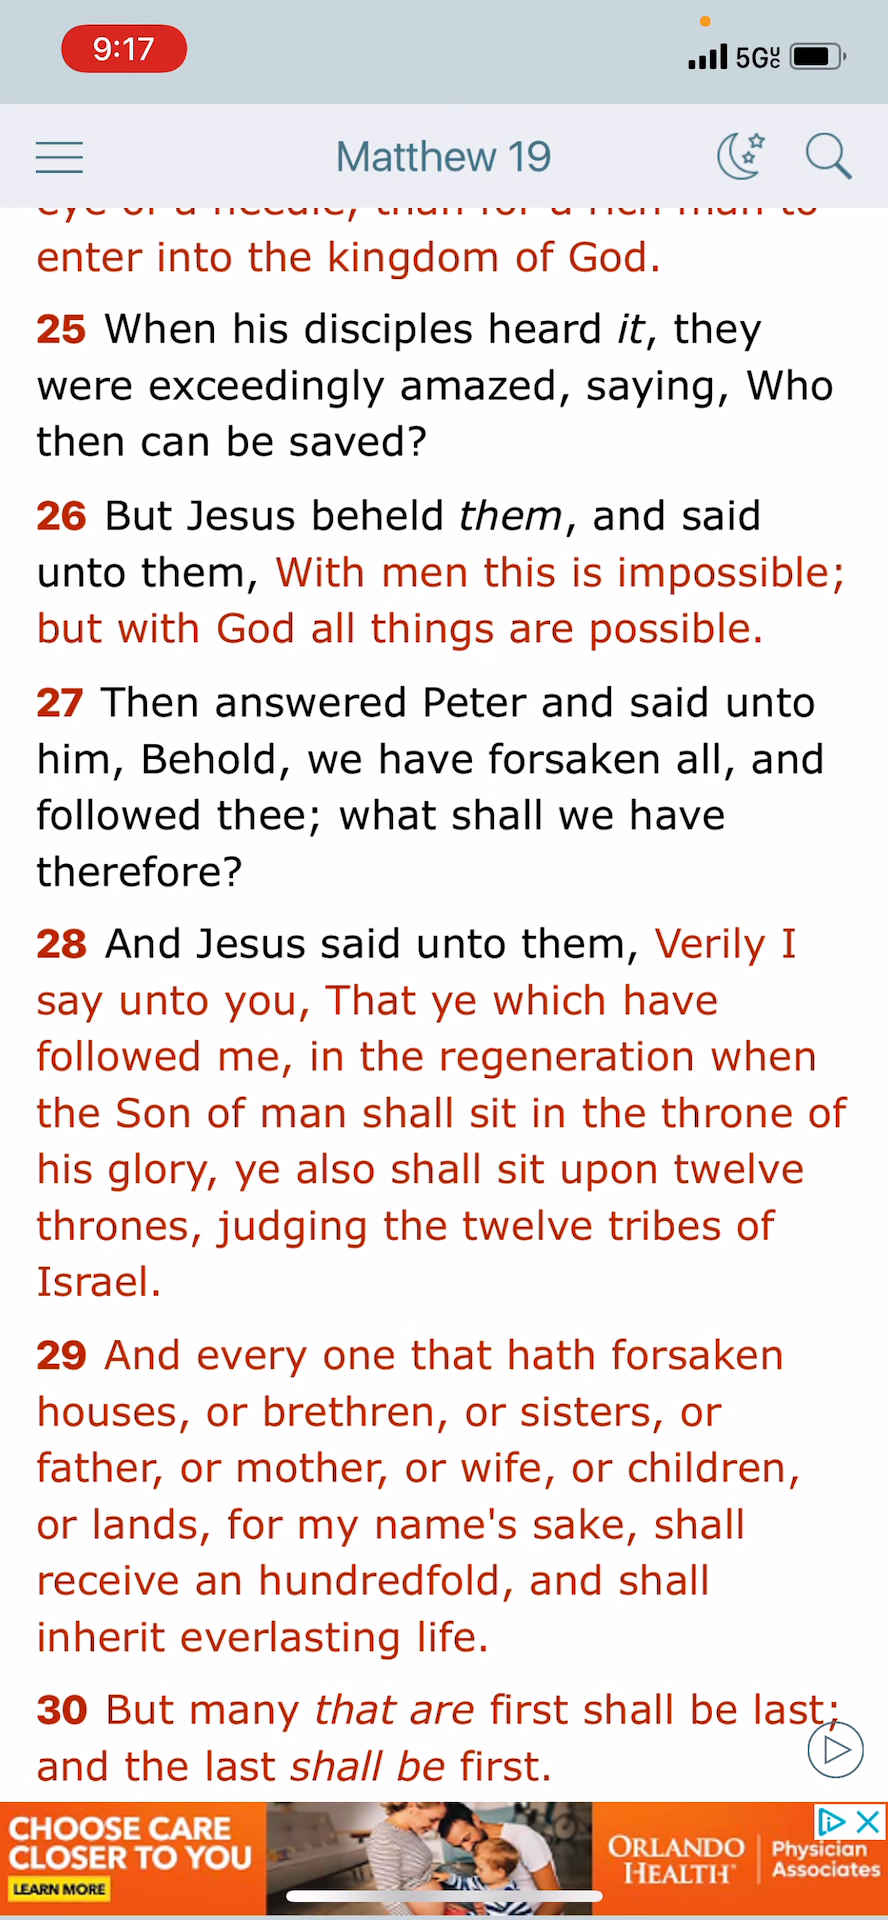 9:17
5G UC
Matthew 19
eye of a needle, than for a rich man to
enter into the kingdom of God.
25 When his disciples heard it, they
were exceedingly amazed, saying, Who
then can be saved?
26 But Jesus beheld them, and said
unto them, With men this is impossible;
but with God all things are possible.
27 Then answered Peter and said unto
him, Behold, we have forsaken all, and
followed thee; what shall we have
therefore?
28 And Jesus said unto them, Verily I
say unto you, That ye which have
followed me, in the regeneration when
the Son of man shall sit in the throne of
his glory, ye also shall sit upon twelve
thrones, judging the twelve tribes of
Israel.
29 And every one that hath forsaken
houses, or brethren, or sisters, or
father, or mother, or wife, or children,
or lands, for my name's sake, shall
receive an hundredfold, and shall
inherit everlasting life.
30 But many that are first shall be last;
and the last shall be first.
CHOOSE CARE
CLOSER TO YOU
LEARN MORE
ORLANDO
HEALTH
Physician
Associates